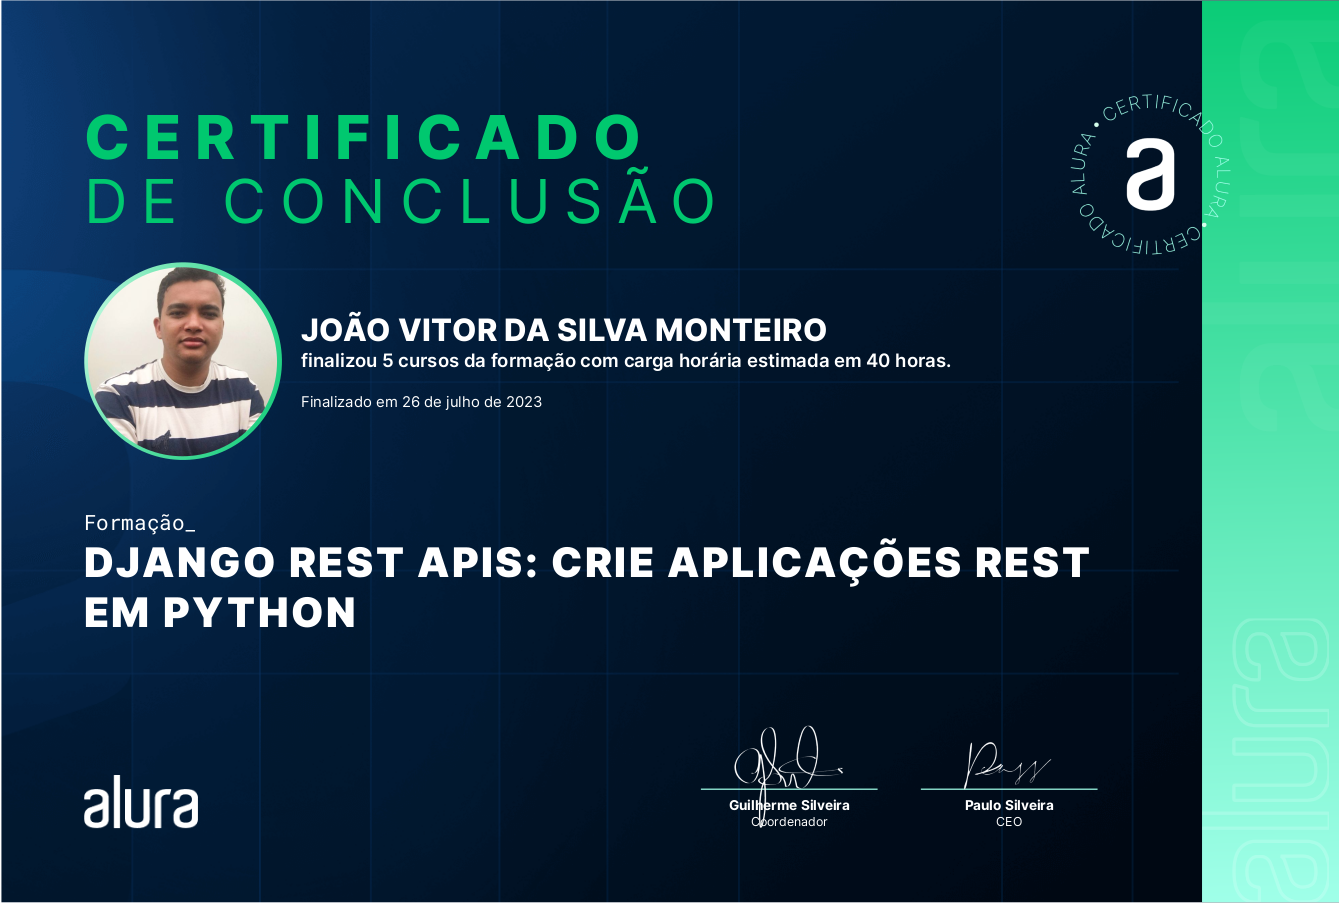 CERTIFICADO
DE CONCLUSÃO
CERTIFICADO ALURA • CERTIFICADO ALURA •
a
JOÃO VITOR DA SILVA MONTEIRO
finalizou 5 cursos da formação com carga horária estimada em 40 horas.
Finalizado em 26 de julho de 2023
Formação_
DJANGO REST APIS: CRIE APLICAÇÕES REST
EM PYTHON
alura
Guilherme Silveira
Coordenador
Paulo Silveira
CEO
alura
alura